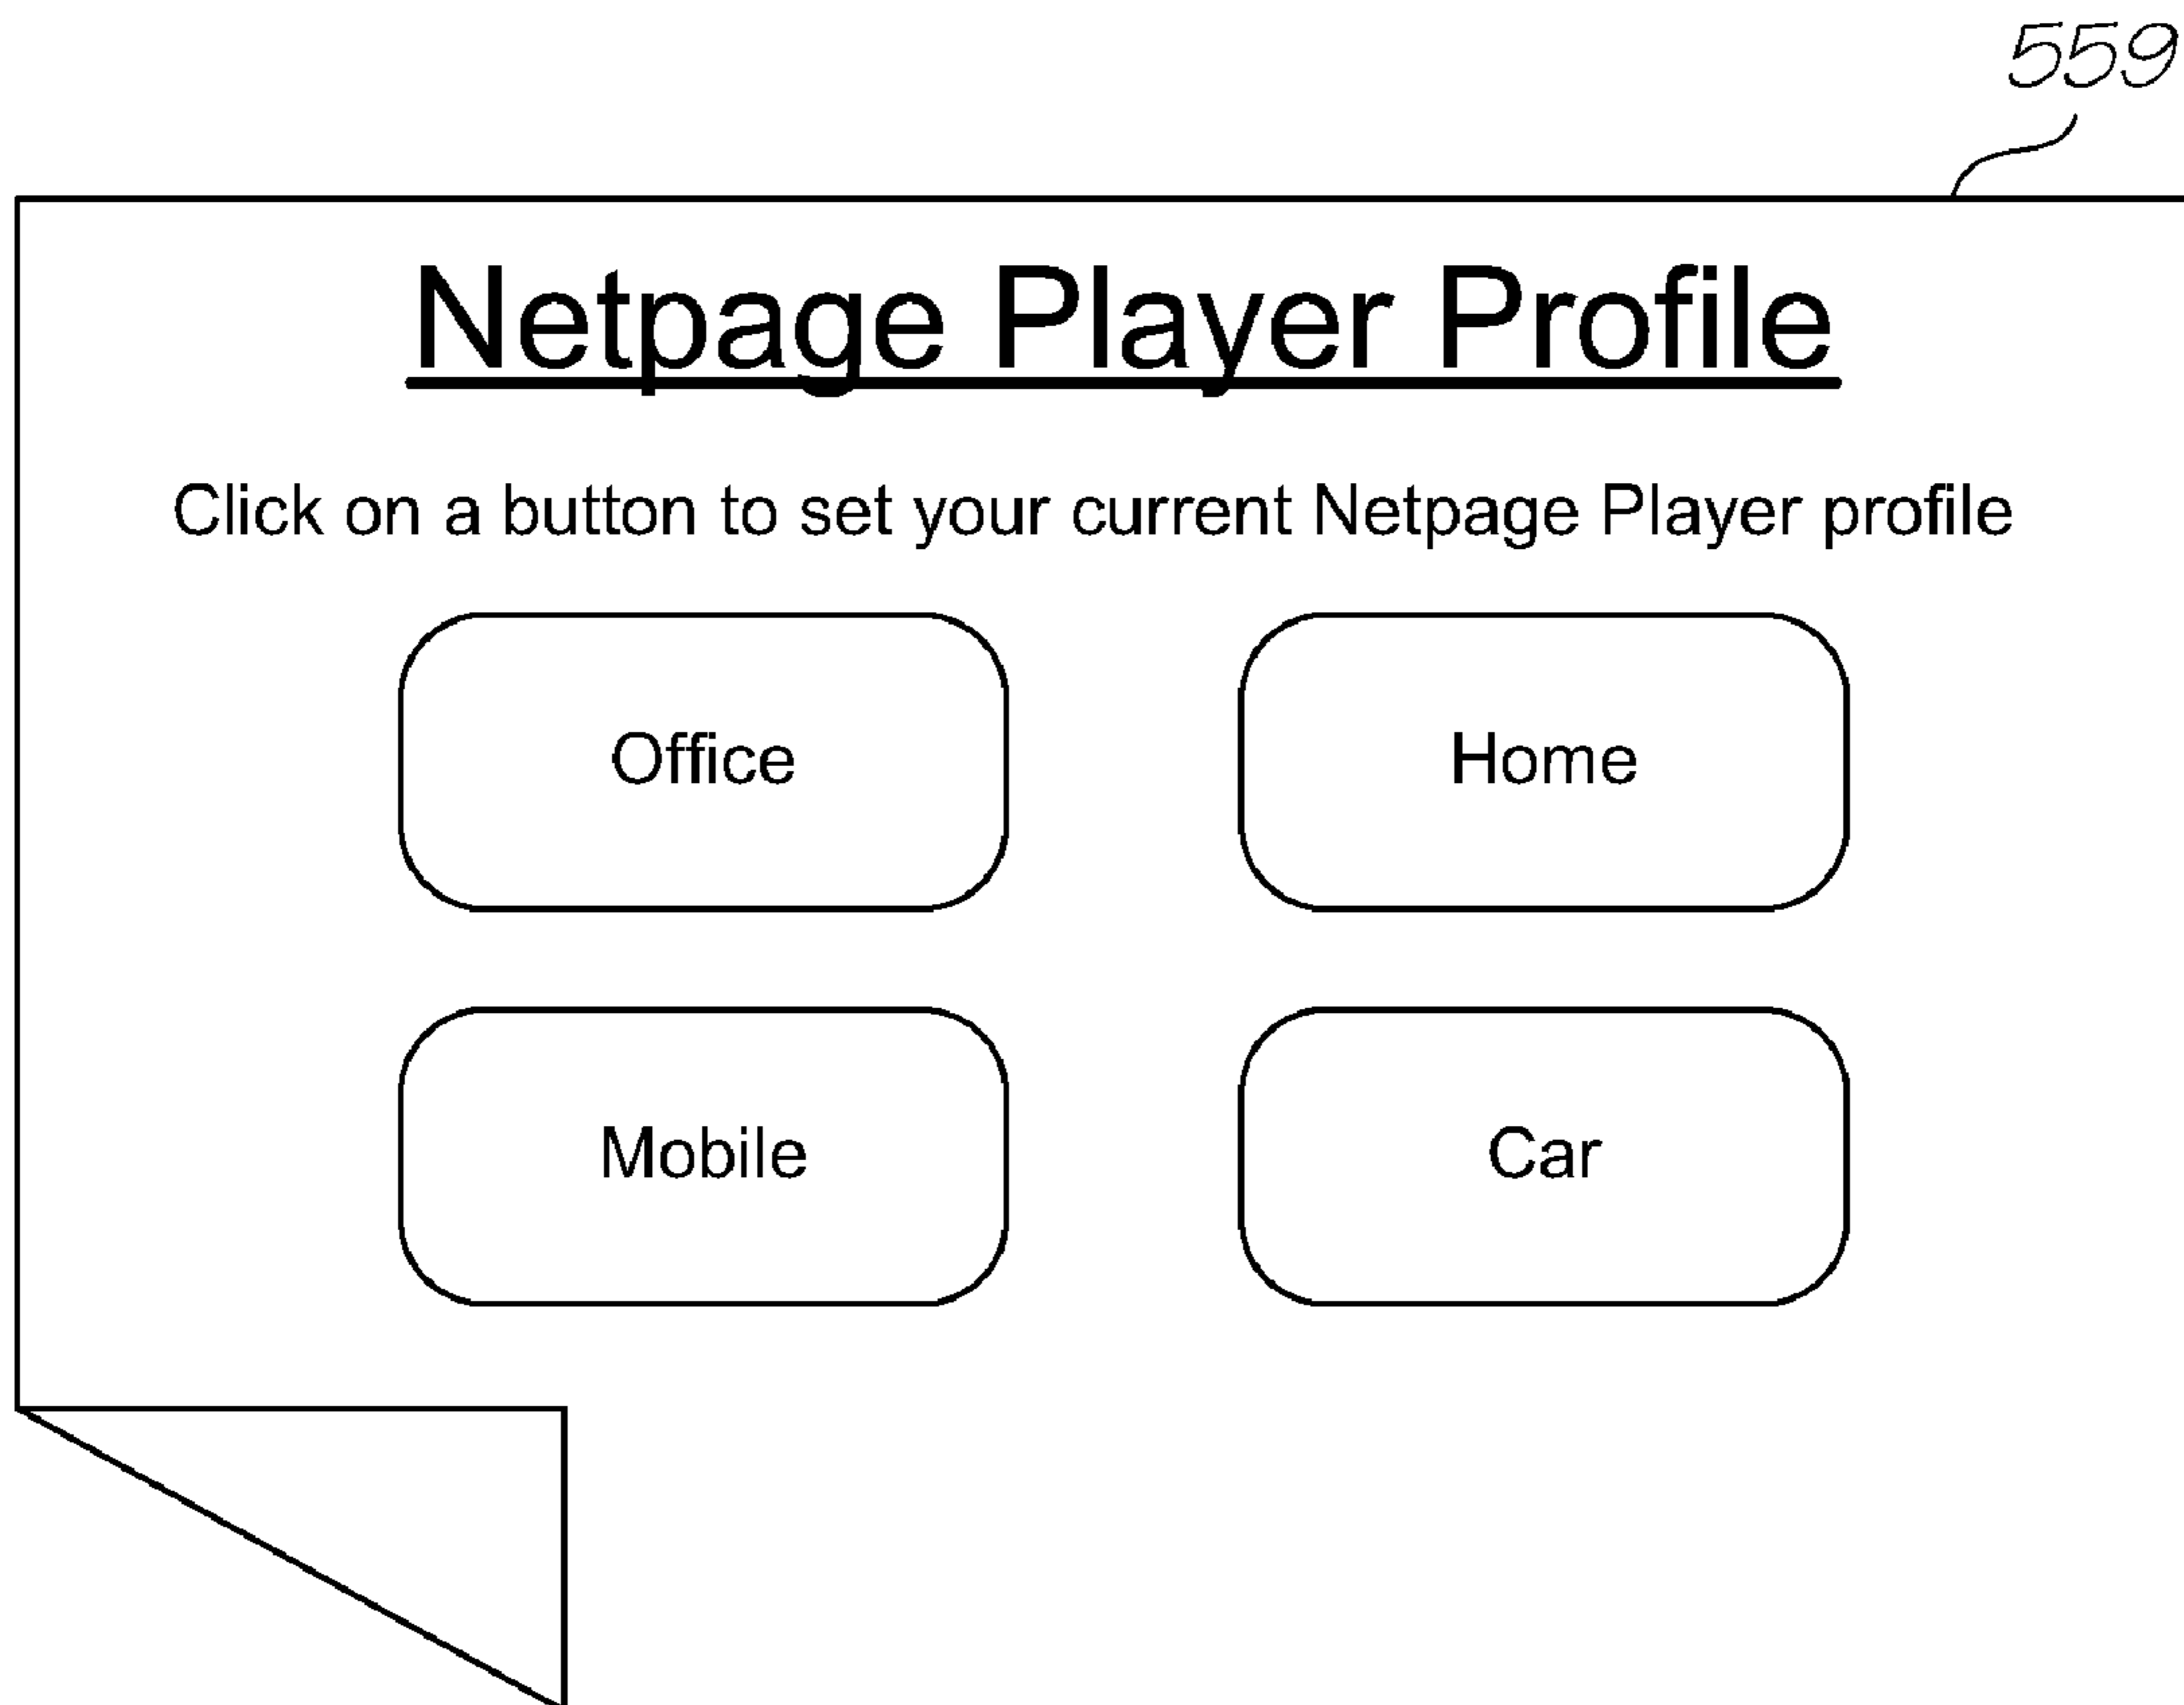 559
Netpage Player Profile
Click on a button to set your current Netpage Player profile
Office Home
Mobile Car